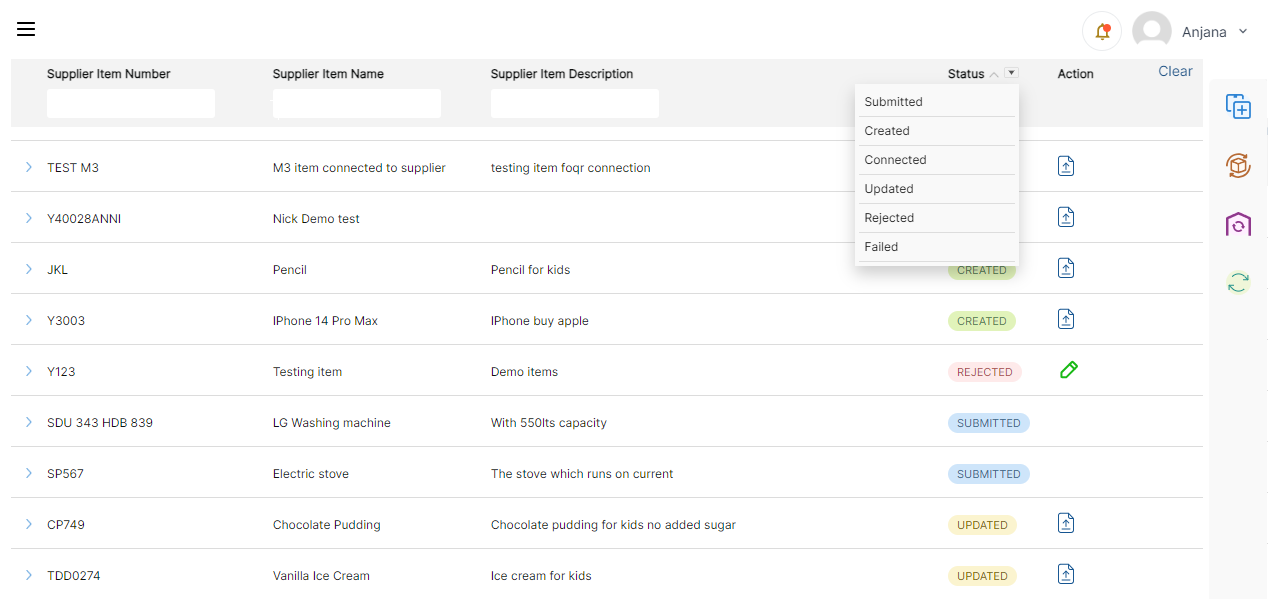 Anjana
Supplier Item Number Supplier Item Name Supplier Item Description Status Action Clear
Submitted
Created
Connected
Updated
Rejected
Failed
TEST M3 M3 item connected to supplier testing item foqr connection
Y40028ANNI Nick Demo test
JKL Pencil Pencil for kids CREATED
Y3003 IPhone 14 Pro Max IPhone buy apple CREATED
Y123 Testing item Demo items REJECTED
SDU 343 HDB 839 LG Washing machine With 550lts capacity SUBMITTED
SP567 Electric stove The stove which runs on current SUBMITTED
CP749 Chocolate Pudding Chocolate pudding for kids no added sugar UPDATED
TDD0274 Vanilla Ice Cream Ice cream for kids UPDATED